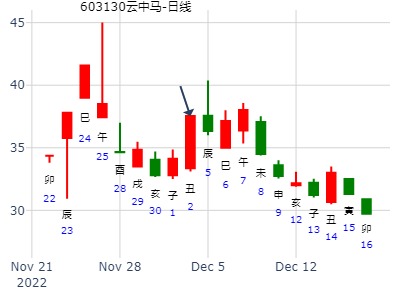 603130云中马-日线
45
40
35
30
卯
22
辰
23
巳
24
午
25
酉
28
戌
29
亥
30
子
1
丑
2
辰
5
巳
6
午
7
未
8
申
9
亥
12
子
13
丑
14
寅
15
卯
16
Nov 21
2022
Nov 28
Dec 5
Dec 12